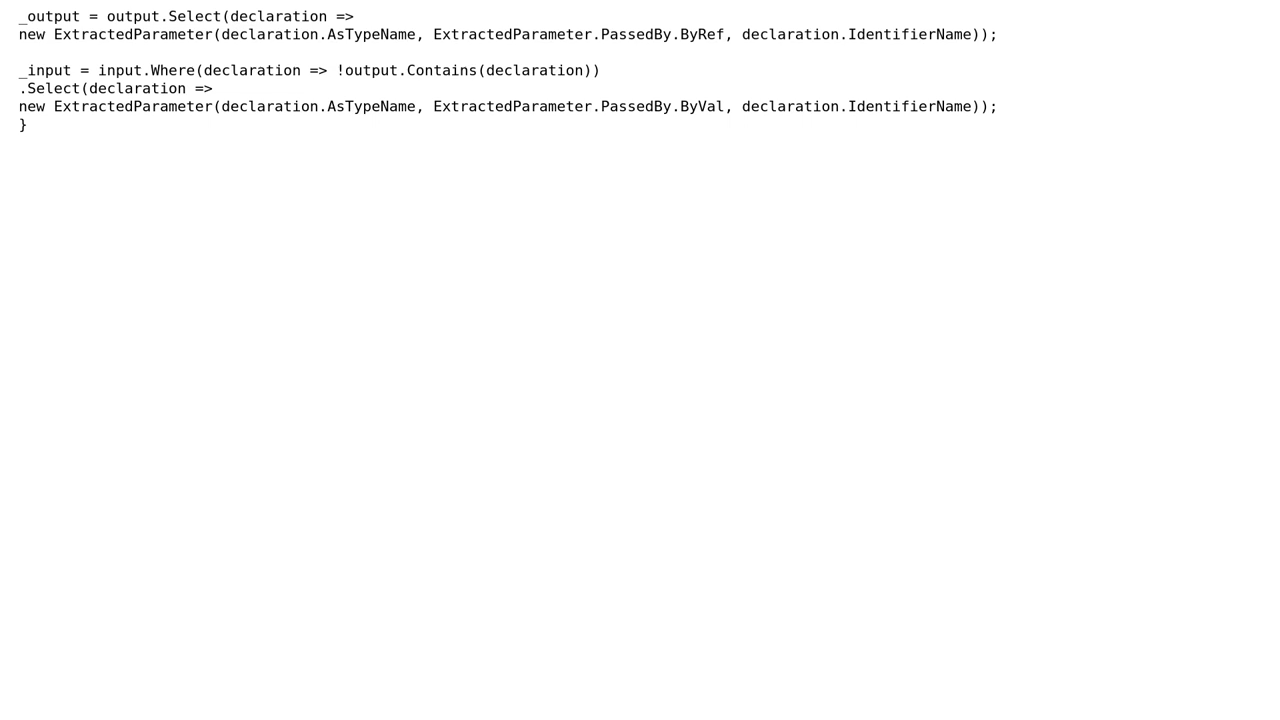 _output = output.Select(declaration =>
new ExtractedParameter(declaration.AsTypeName, ExtractedParameter.PassedBy.ByRef, declaration.IdentifierName));

_input = input.Where(declaration => !output.Contains(declaration))
.Select(declaration =>
new ExtractedParameter(declaration.AsTypeName, ExtractedParameter.PassedBy.ByVal, declaration.IdentifierName));
}